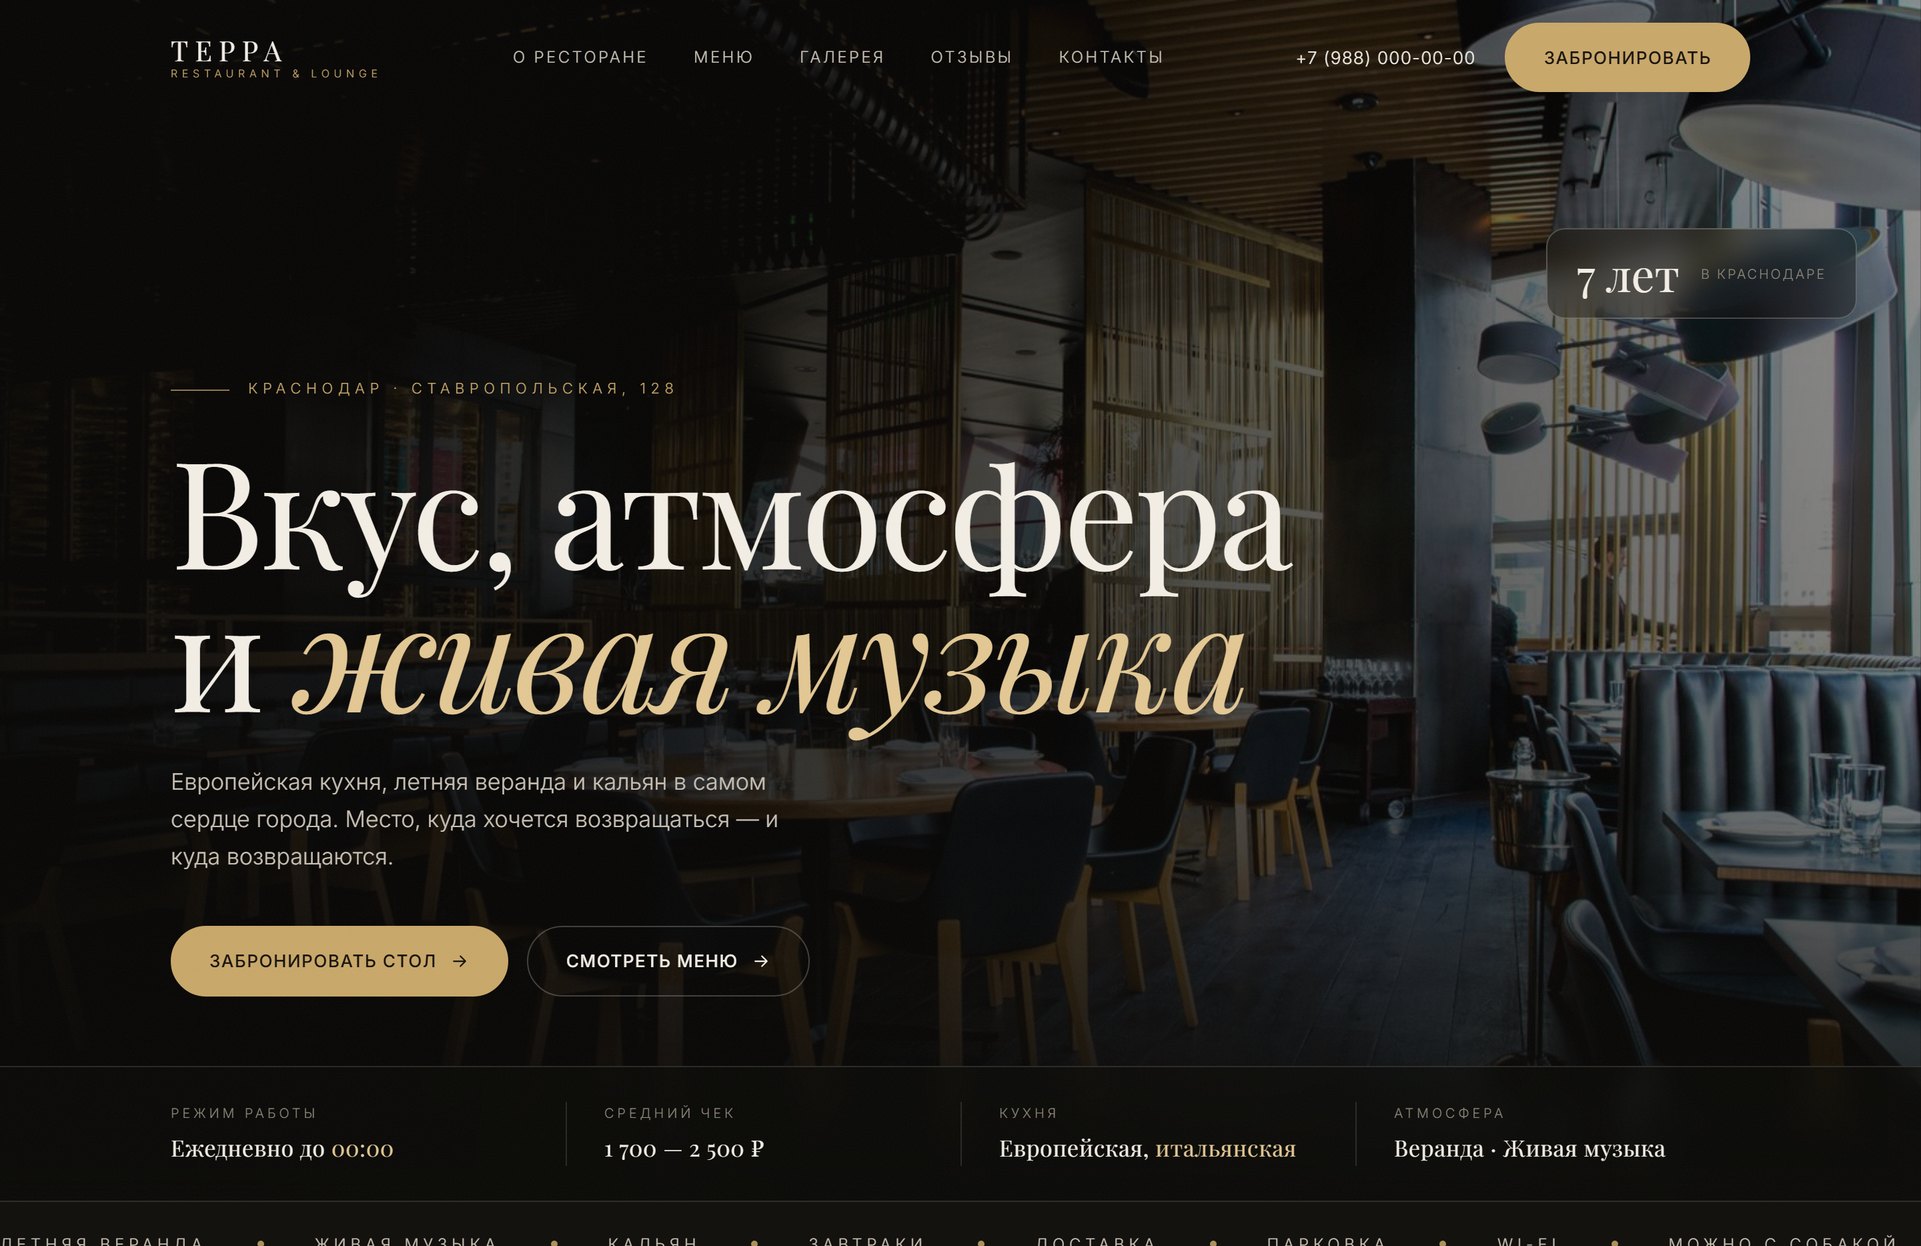 ТЕРРА
RESTAURANT & LOUNGE
О РЕСТОРАНЕ
МЕНЮ
ГАЛЕРЕЯ
ОТЗЫВЫ
КОНТАКТЫ
+7 (988) 000-00-00
ЗАБРОНИРОВАТЬ
7 лет В КРАСНОДАРЕ
КРАСНОДАР · СТАВРОПОЛЬСКАЯ, 128
Вкус, атмосфера
и живая музыка
Европейская кухня, летняя веранда и кальян в самом
сердце города. Место, куда хочется возвращаться — и
куда возвращаются.
ЗАБРОНИРОВАТЬ СТОЛ →
СМОТРЕТЬ МЕНЮ →
РЕЖИМ РАБОТЫ
Ежедневно до 00:00
СРЕДНИЙ ЧЕК
1 700 — 2 500 ₽
КУХНЯ
Европейская, итальянская
АТМОСФЕРА
Веранда · Живая музыка
ЛЕТНЯЯ ВЕРАНДА • ЖИВАЯ МУЗЫКА • КАЛЬЯН • ЗАВТРАКИ • ДОСТАВКА • ПАРКОВКА • WI-FI • МОЖНО С СОБАКОЙ